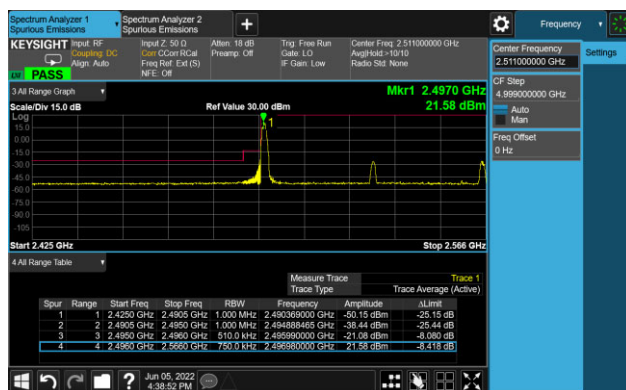 Spectrum Analyzer 1
Spurious Emissions
Spectrum Analyzer 2
Spurious Emissions
+
Frequency
KEYSIGHT
Input: RF
Coupling: DC
Align: Auto
Input Z: 50 Ω
Corr CCorr RCal
Freq Ref: Ext (S)
NFE: Off
Atten: 18 dB
Preamp: Off
Trig: Free Run
Gate: LO
IF Gain: Low
Center Freq: 2.511000000 GHz
Avg|Hold:>10/10
Radio Std: None
PASS
Center Frequency
2.511000000 GHz
Settings
CF Step
4.999000000 GHz
Auto
Man
Freq Offset
0 Hz
3 All Range Graph
Mkr1 2.4970 GHz
Scale/Div 15.0 dB
Ref Value 30.00 dBm
21.58 dBm
Log
1
15.0
0.00
-15.0
-30.0
-45.0
-60.0
-75.0
-90.0
-105
Start 2.425 GHz
Stop 2.566 GHz
4 All Range Table
Measure Trace Trace 1
Trace Type Trace Average (Active)
Spur Range Start Freq Stop Freq RBW Frequency Amplitude ΔLimit
1 1 2.4250 GHz 2.4905 GHz 1.000 MHz 2.490369000 GHz -50.15 dBm -25.15 dB
2 2 2.4905 GHz 2.4950 GHz 1.000 MHz 2.494888465 GHz -38.44 dBm -25.44 dB
3 3 2.4950 GHz 2.4960 GHz 510.0 kHz 2.495990000 GHz -21.08 dBm -8.080 dB
4 4 2.4960 GHz 2.5660 GHz 750.0 kHz 2.496980000 GHz 21.58 dBm -8.418 dB
?
Jun 05, 2022
4:38:52 PM